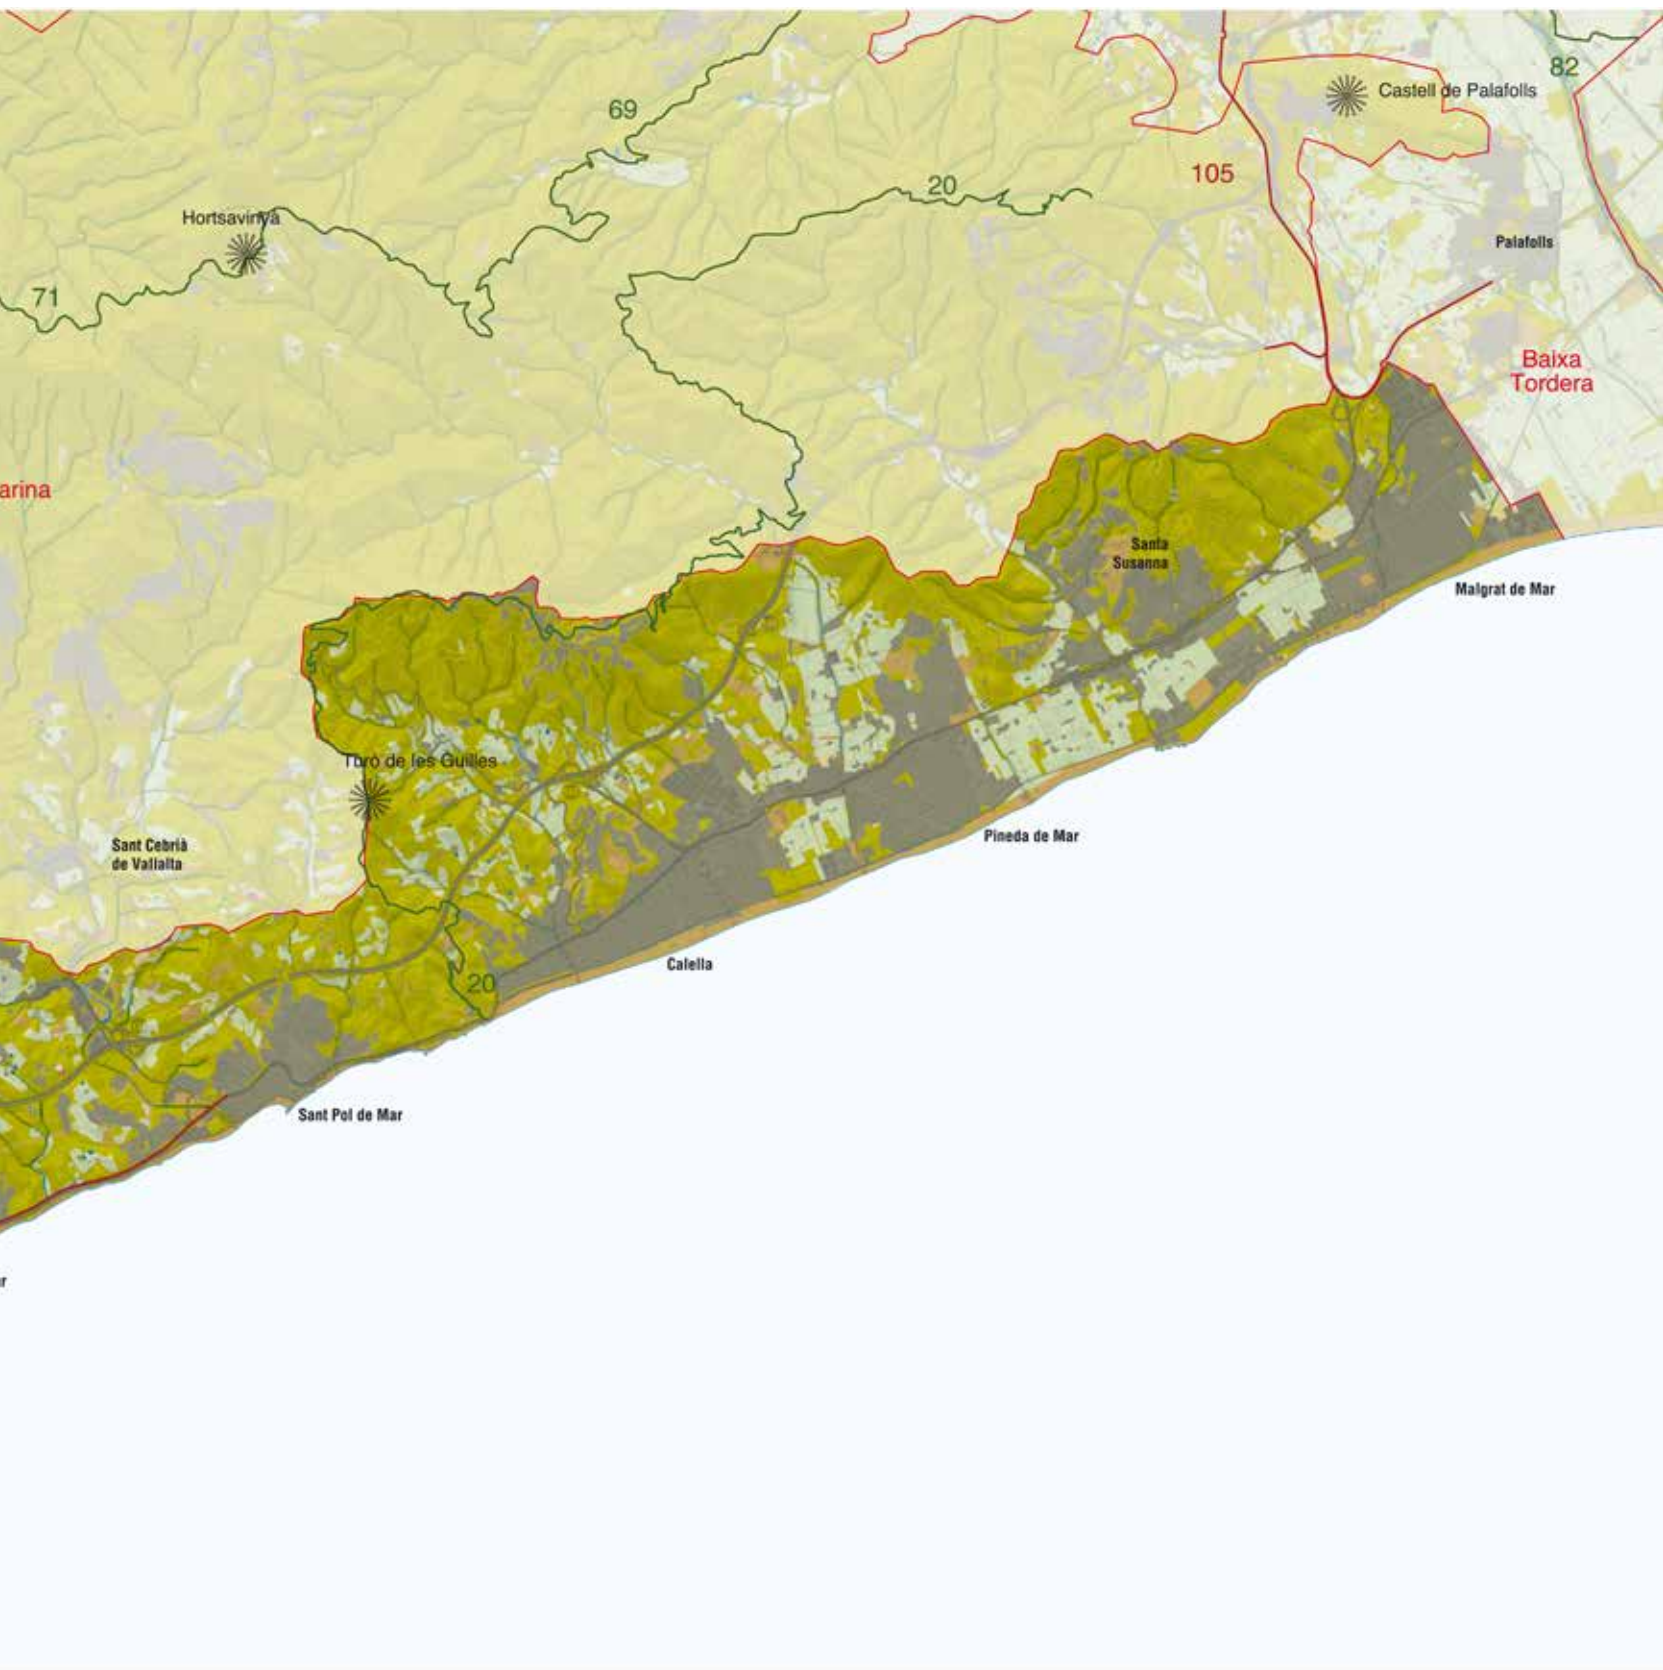 82
Castell de Palafolls
69
105
20
Hortsavinyà
Palafolls
71
Baixa
Tordera
arina
Santa
Susanna
Malgrat de Mar
Turó de les Guilles
Pineda de Mar
Sant Cebrià
de Vallalta
Calella
20
Sant Pol de Mar
r